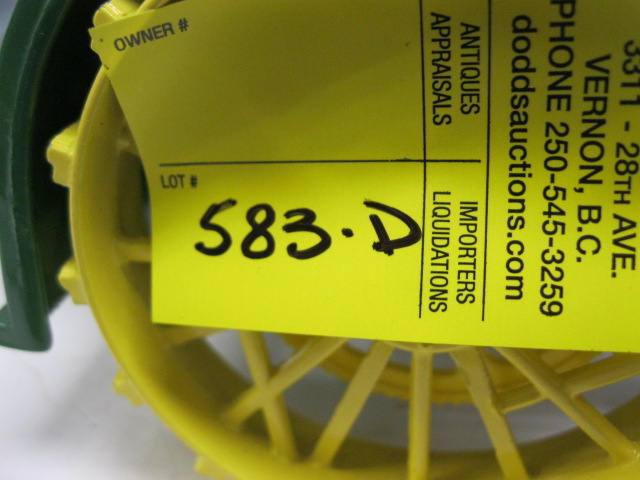 OWNER #
LOT #
583.D
ANTIQUES
APPRAISALS
IMPORTERS
LIQUIDATIONS
3311 - 28TH AVE.
VERNON, B.C.
PHONE 250-545-3259
doddsauctions.com